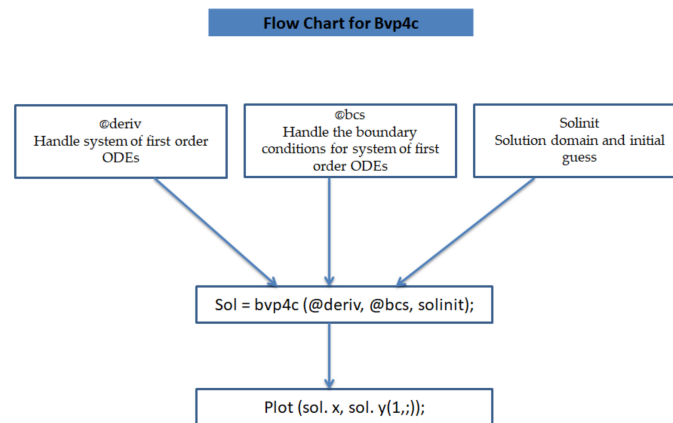 Flow Chart for Bvp4c
@deriv
Handle system of first order
ODEs
@bcs
Handle the boundary
conditions for system of first
order ODEs
Solinit
Solution domain and initial
guess
Sol = bvp4c (@deriv, @bcs, solinit);
Plot (sol. x, sol. y(1,;));